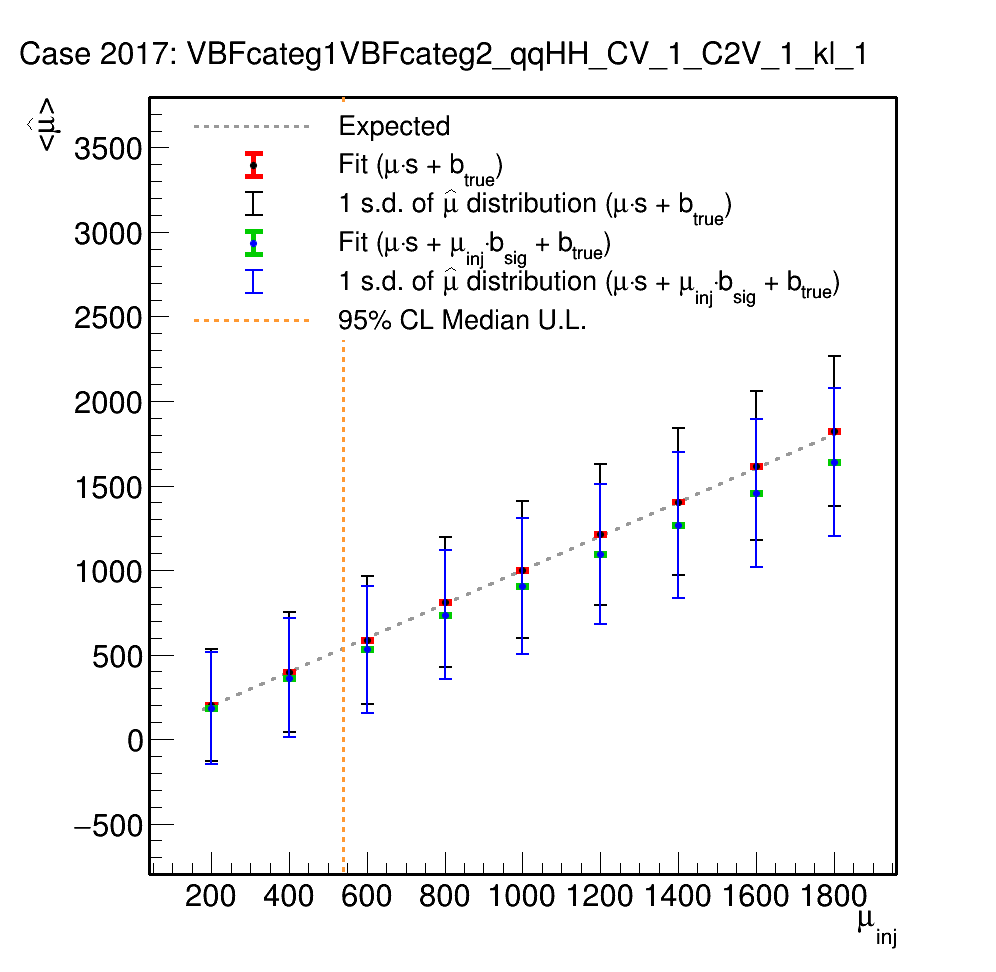 Case 2017: VBFcateg1VBFcateg2_qqHH_CV_1_C2V_1_kl_1
<μ̂>
Expected
Fit (μ·s + b_true)
1 s.d. of μ̂ distribution (μ·s + b_true)
Fit (μ·s + μ_inj·b_sig + b_true)
1 s.d. of μ̂ distribution (μ·s + μ_inj·b_sig + b_true)
95% CL Median U.L.
3500
3000
2500
2000
1500
1000
500
0
−500
200 400 600 800 1000 1200 1400 1600 1800
μ_inj